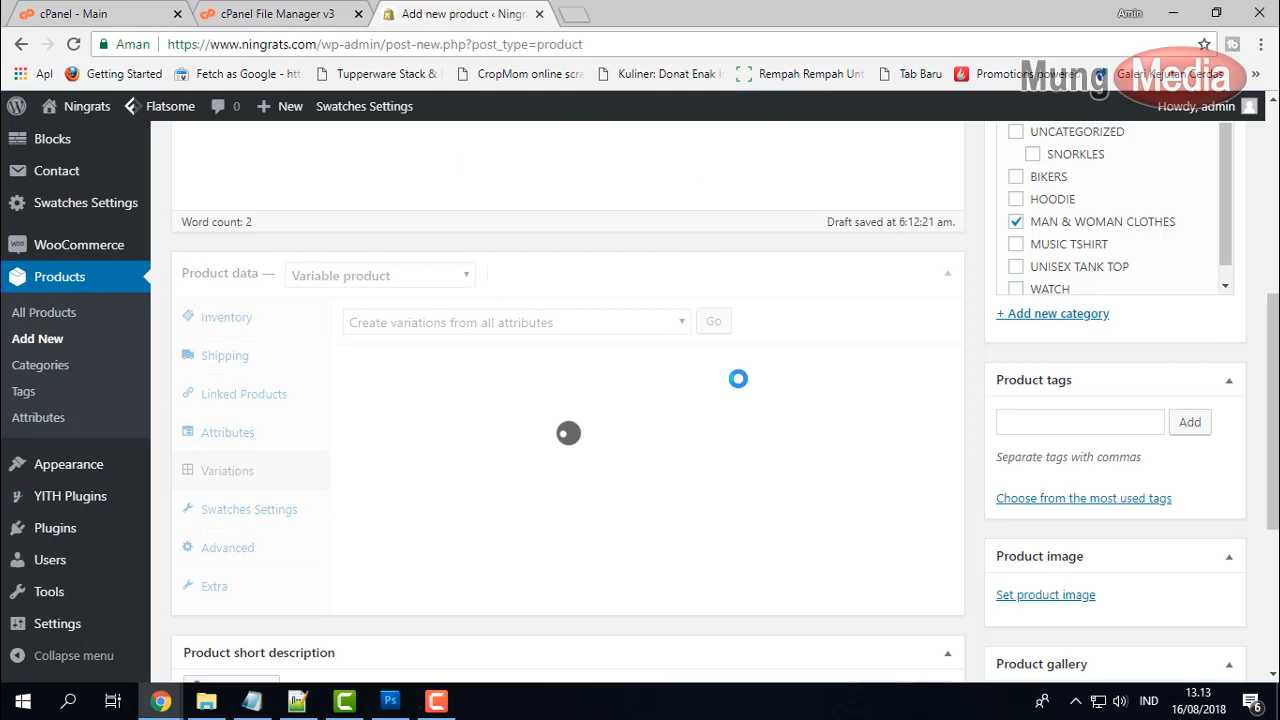 cPanel - Main
cPanel File Manager v3
Add new product ‹ Ningra
Amin
Aman
https://www.ningrats.com/wp-admin/post-new.php?post_type=product
Apl
Getting Started
Fetch as Google - htt
Tupperware Stack &
CropMom online scra
Kuliner: Donat Enak
Rempah Rempah Unt
Tab Baru
Promotions powered
Galeri Kejutan Cerdas
»
Mung Media
Ningrats
Flatsome
0
New
Swatches Settings
Howdy, admin
Blocks
Contact
Swatches Settings
WooCommerce
Products
All Products
Add New
Categories
Tags
Attributes
Appearance
YITH Plugins
Plugins
Users
Tools
Settings
Collapse menu
Word count: 2
Draft saved at 6:12:21 am.
Product data —
Variable product
Inventory
Shipping
Linked Products
Attributes
Variations
Swatches Settings
Advanced
Extra
Create variations from all attributes
Go
Product short description
UNCATEGORIZED
SNORKLES
BIKERS
HOODIE
MAN & WOMAN CLOTHES
MUSIC TSHIRT
UNISEX TANK TOP
WATCH
+ Add new category
Product tags
Add
Separate tags with commas
Choose from the most used tags
Product image
Set product image
Product gallery
IND
13.13
16/08/2018
6